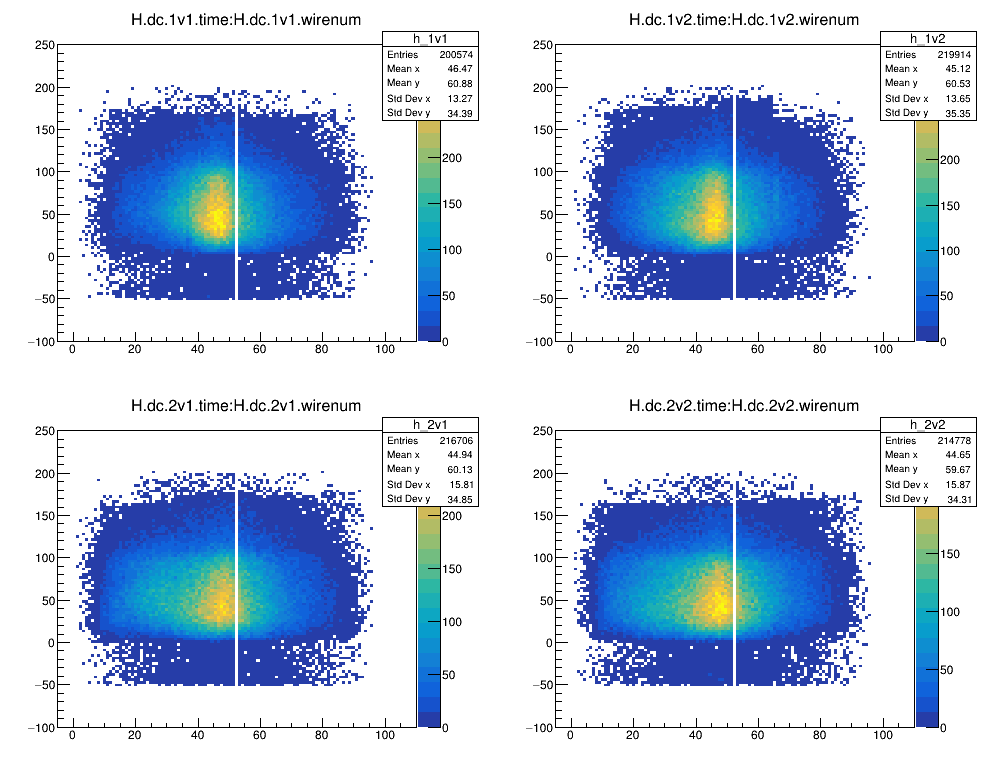 H.dc.1v1.time:H.dc.1v1.wirenum
h_1v1
Entries 200574
Mean x 46.47
Mean y 60.88
Std Dev x 13.27
Std Dev y 34.39
250
200
150
100
50
0
−50
−100
0 20 40 60 80 100
200
150
100
50
0
H.dc.1v2.time:H.dc.1v2.wirenum
h_1v2
Entries 219914
Mean x 45.12
Mean y 60.53
Std Dev x 13.65
Std Dev y 35.35
250
200
150
100
50
0
−50
−100
0 20 40 60 80 100
200
150
100
50
0
H.dc.2v1.time:H.dc.2v1.wirenum
h_2v1
Entries 216706
Mean x 44.94
Mean y 60.13
Std Dev x 15.81
Std Dev y 34.85
250
200
150
100
50
0
−50
−100
0 20 40 60 80 100
200
150
100
50
0
H.dc.2v2.time:H.dc.2v2.wirenum
h_2v2
Entries 214778
Mean x 44.65
Mean y 59.67
Std Dev x 15.87
Std Dev y 34.31
250
200
150
100
50
0
−50
−100
0 20 40 60 80 100
150
100
50
0